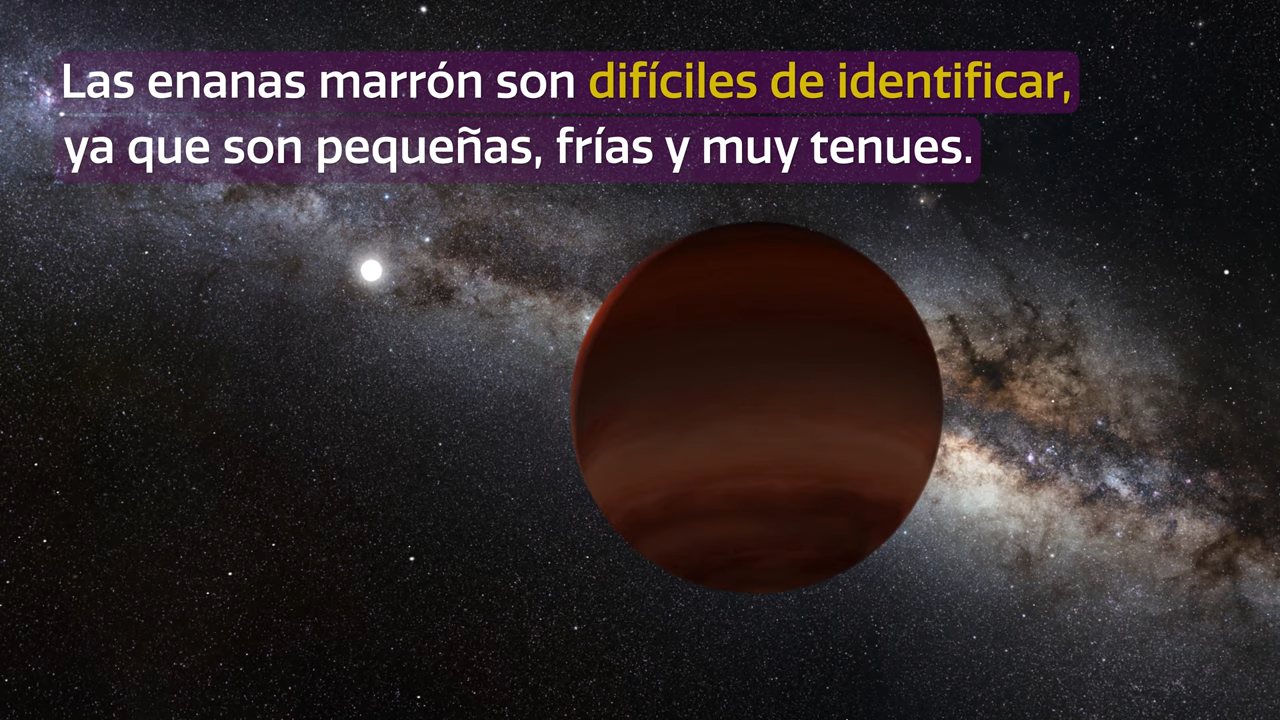 Las enanas marrón son difíciles de identificar,
ya que son pequeñas, frías y muy tenues.